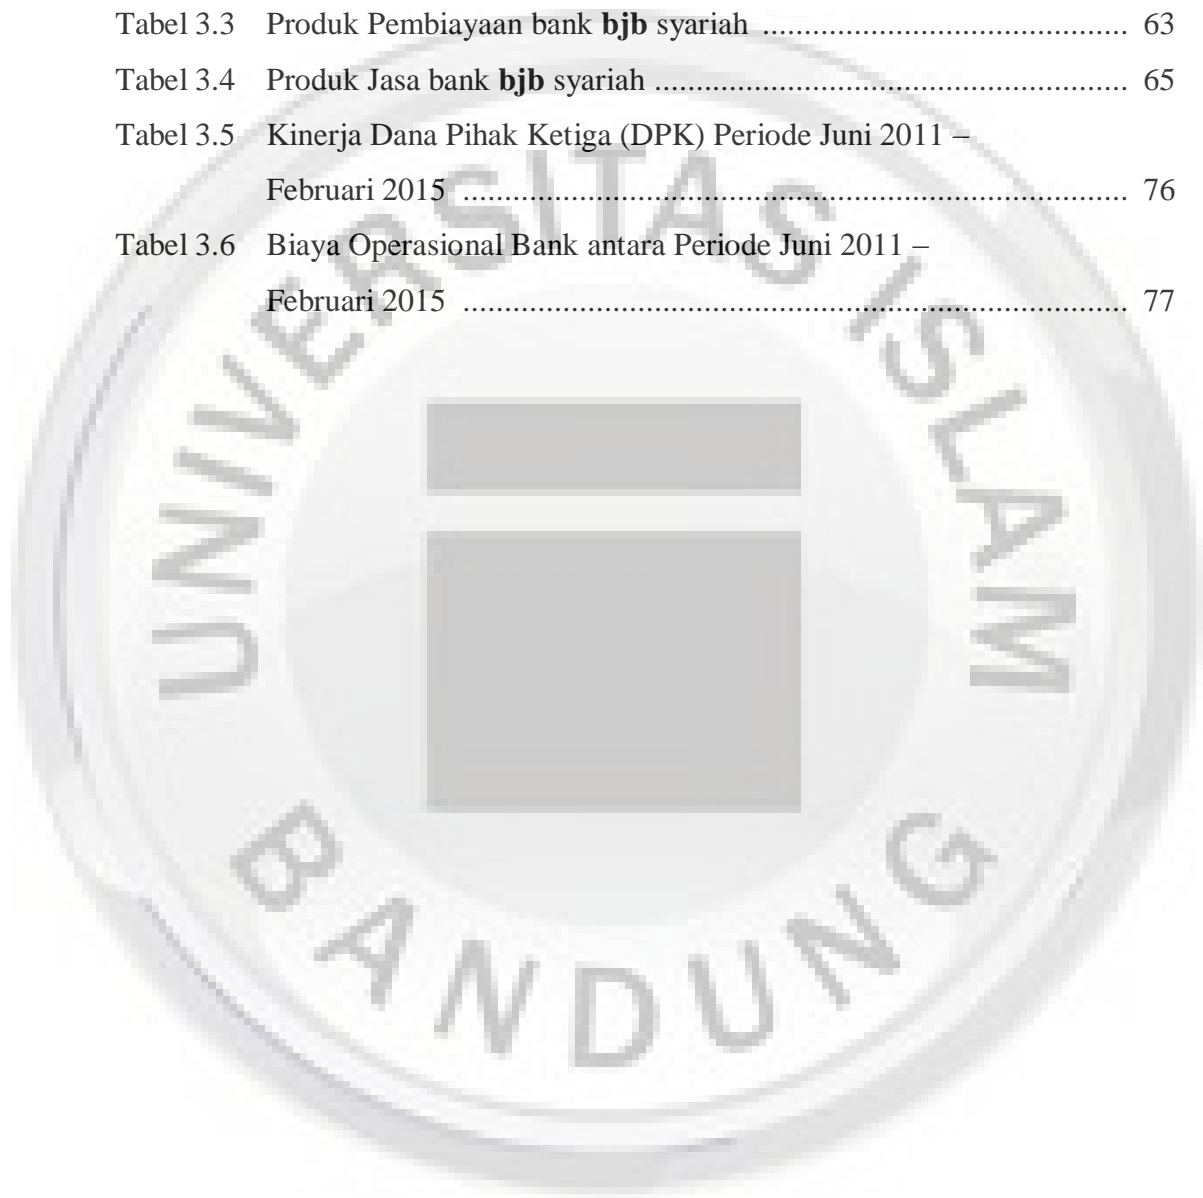 Tabel 3.3 Produk Pembiayaan bank bjb syariah ............................................ 63
Tabel 3.4 Produk Jasa bank bjb syariah ......................................................... 65
Tabel 3.5 Kinerja Dana Pihak Ketiga (DPK) Periode Juni 2011 –
Februari 2015 ................................................................................ 76
Tabel 3.6 Biaya Operasional Bank antara Periode Juni 2011 –
Februari 2015 ................................................................................ 77
UNIVERSITAS ISLAM
BANDUNG